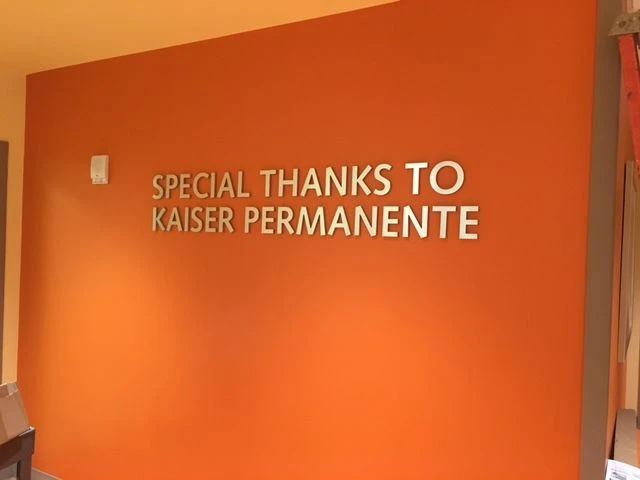 SPECIAL THANKS TO
KAISER PERMANENTE